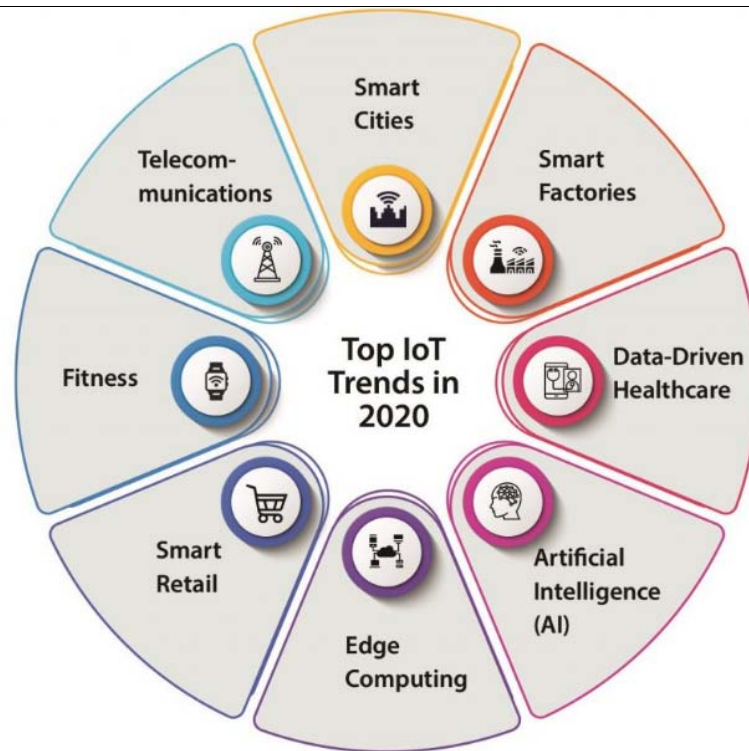 Top IoT
Trends in
2020
Smart
Cities
Smart
Factories
Data-Driven
Healthcare
Artificial
Intelligence
(AI)
Edge
Computing
Smart
Retail
Fitness
Telecom-
munications